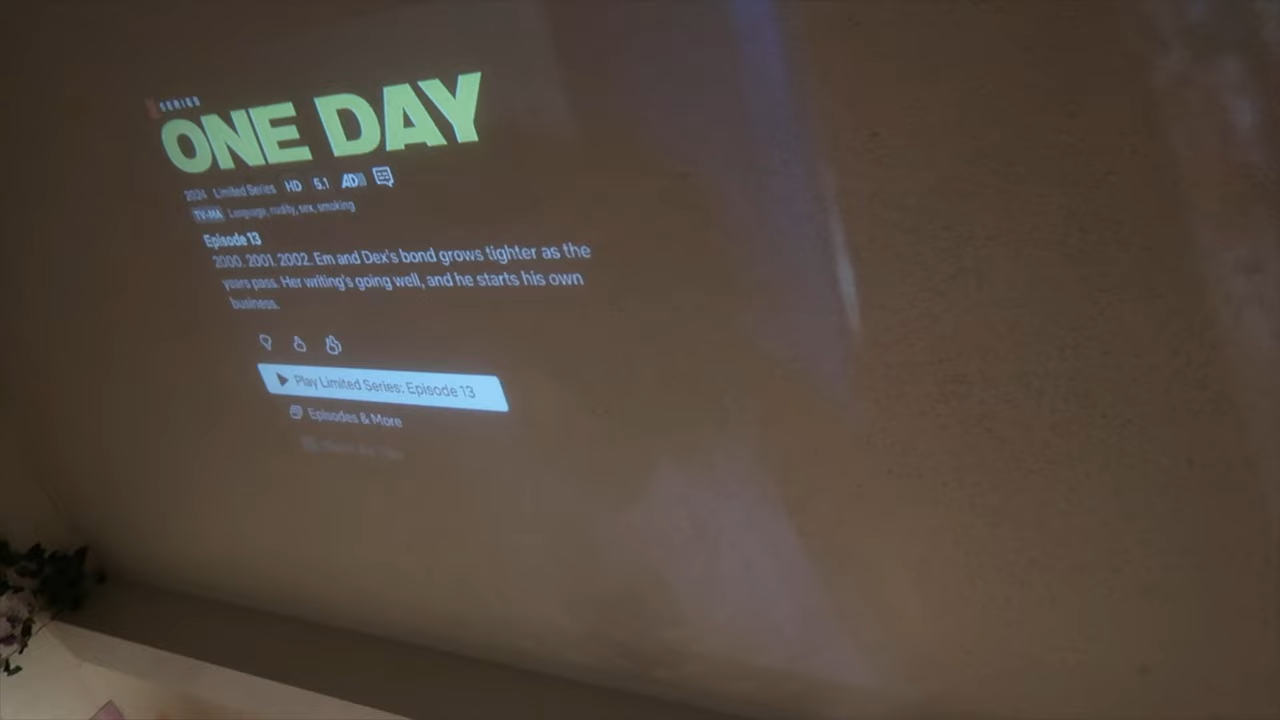 SERIES
ONE DAY
2024 Limited Series HD 5.1 AD
TV-MA Language, nudity, sex, smoking
Episode 13
2000. 2001. 2002. Em and Dex's bond grows tighter as the
years pass. Her writing's going well, and he starts his own
business.
Play Limited Series: Episode 13
Episodes & More